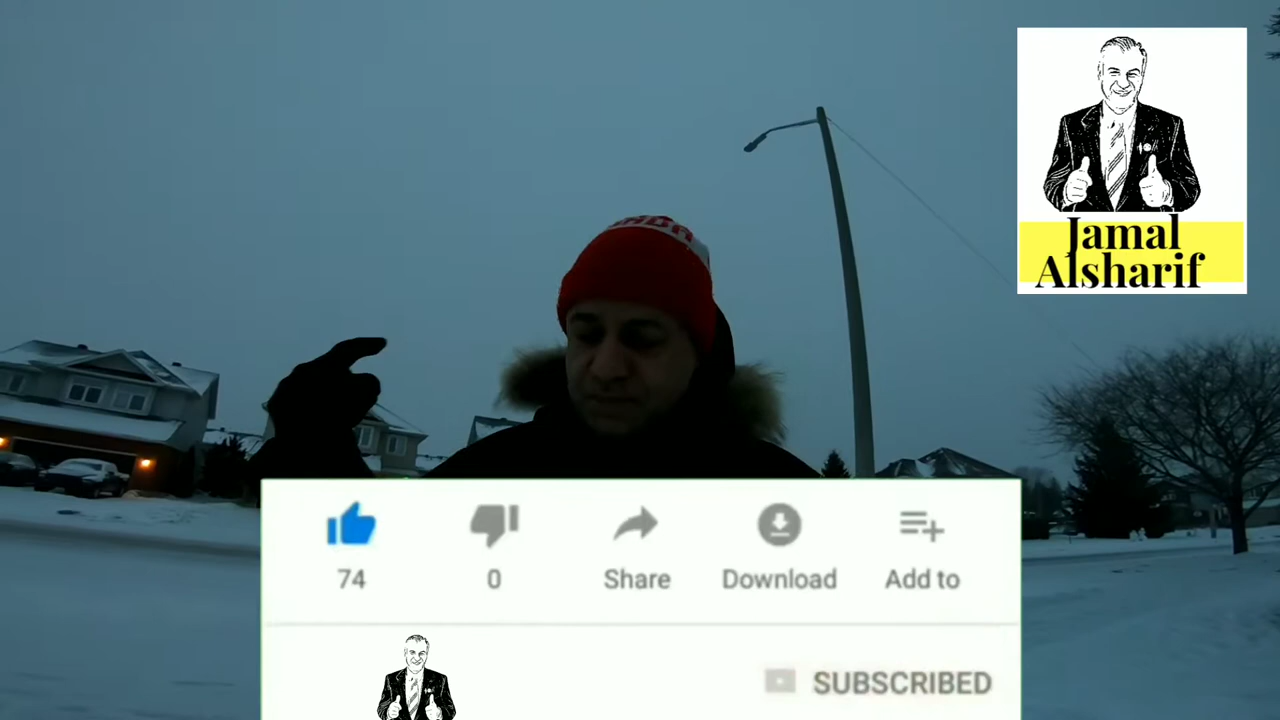 Jamal
Alsharif
74
0
Share
Download
Add to
SUBSCRIBED